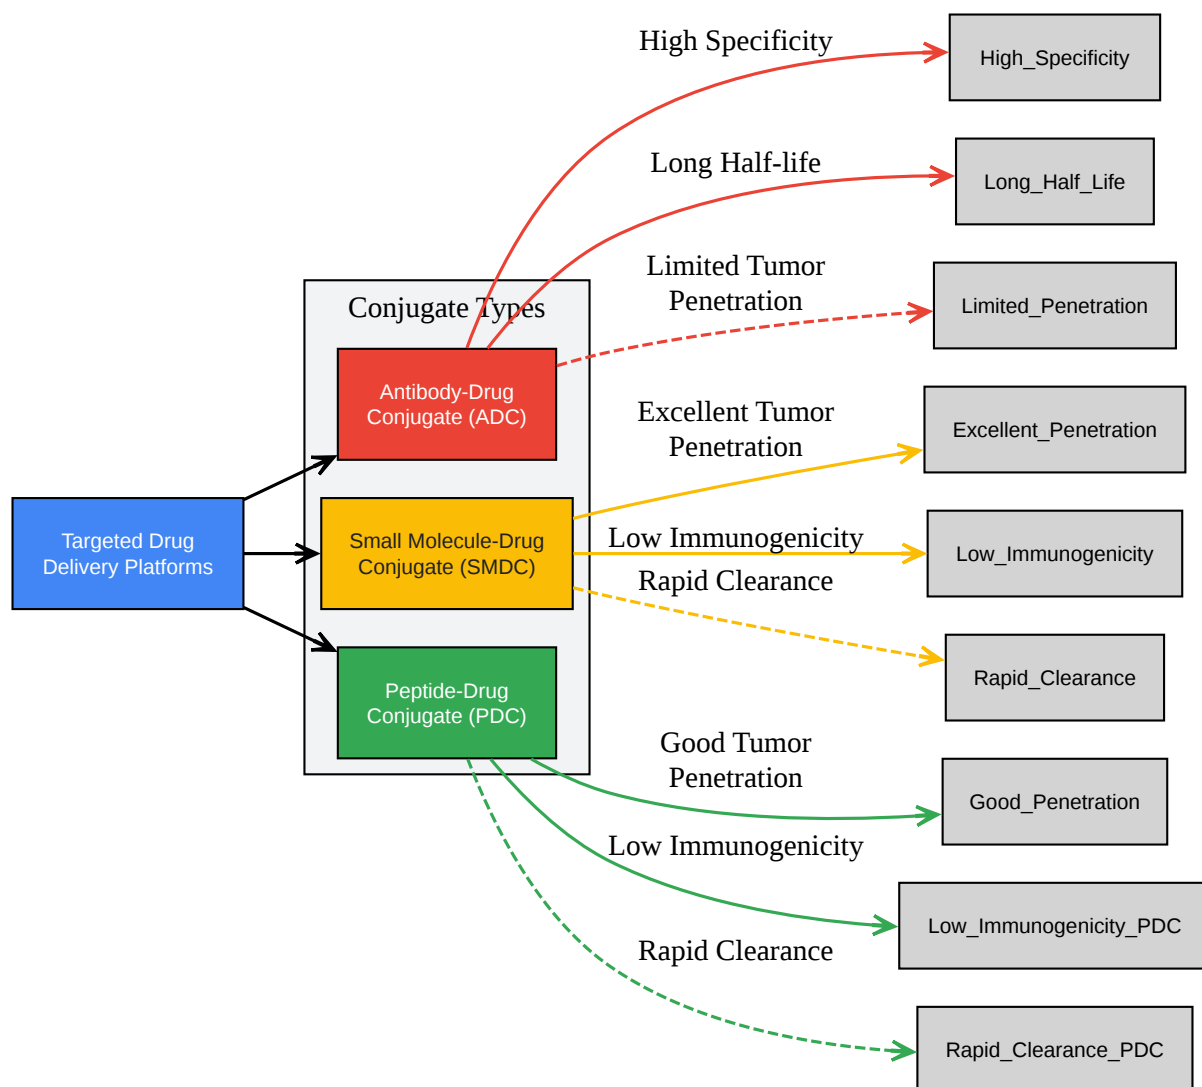 High Specificity
High_Specificity
Long Half-life
Long_Half_Life
Limited Tumor
Penetration
Limited_Penetration
Conjugate Types
Antibody-Drug
Conjugate (ADC)
Excellent Tumor
Penetration
Excellent_Penetration
Targeted Drug
Delivery Platforms
Small Molecule-Drug
Conjugate (SMDC)
Low Immunogenicity
Low_Immunogenicity
Rapid Clearance
Rapid_Clearance
Peptide-Drug
Conjugate (PDC)
Good Tumor
Penetration
Good_Penetration
Low Immunogenicity
Low_Immunogenicity_PDC
Rapid Clearance
Rapid_Clearance_PDC